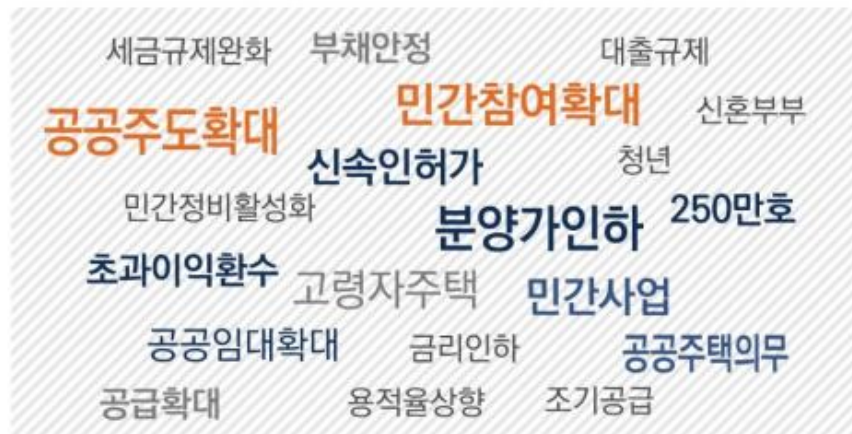 세금규제완화 부채안정 대출규제
공공주도확대 민간참여확대 신혼부부
신속인허가 청년
민간정비활성화 분양가인하 250만호
초과이익환수 고령자주택 민간사업
공공임대확대 금리인하 공공주택의무
공급확대 용적율상향 조기공급